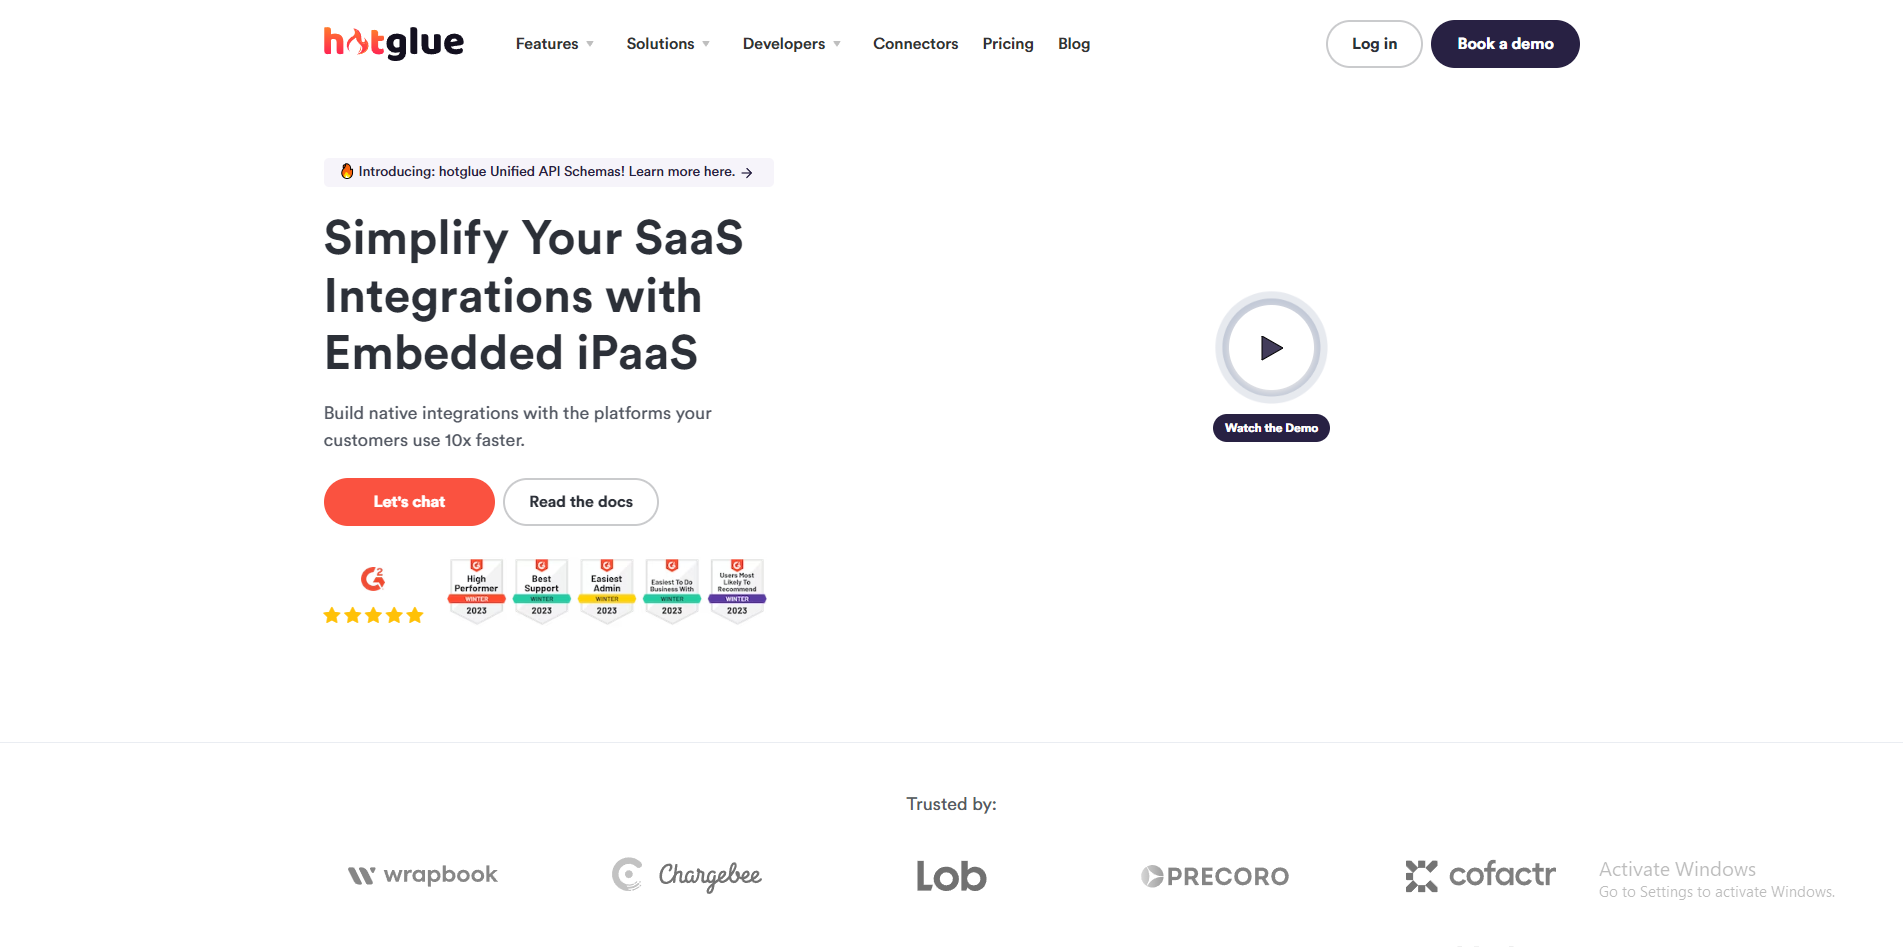 hotglue
Features
Solutions
Developers
Connectors
Pricing
Blog
Log in
Book a demo
Introducing: hotglue Unified API Schemas! Learn more here. →
Simplify Your SaaS
Integrations with
Embedded iPaaS
Build native integrations with the platforms your
customers use 10x faster.
Let's chat
Read the docs
Watch the Demo
G2
High
Performer
WINTER
2023
Best
Support
WINTER
2023
Easiest
Admin
WINTER
2023
Easiest To Do
Business With
WINTER
2023
Users Most
Likely To
Recommend
WINTER
2023
Trusted by:
wrapbook
Chargebee
Lob
PRECORO
cofactr
Activate Windows
Go to Settings to activate Windows.